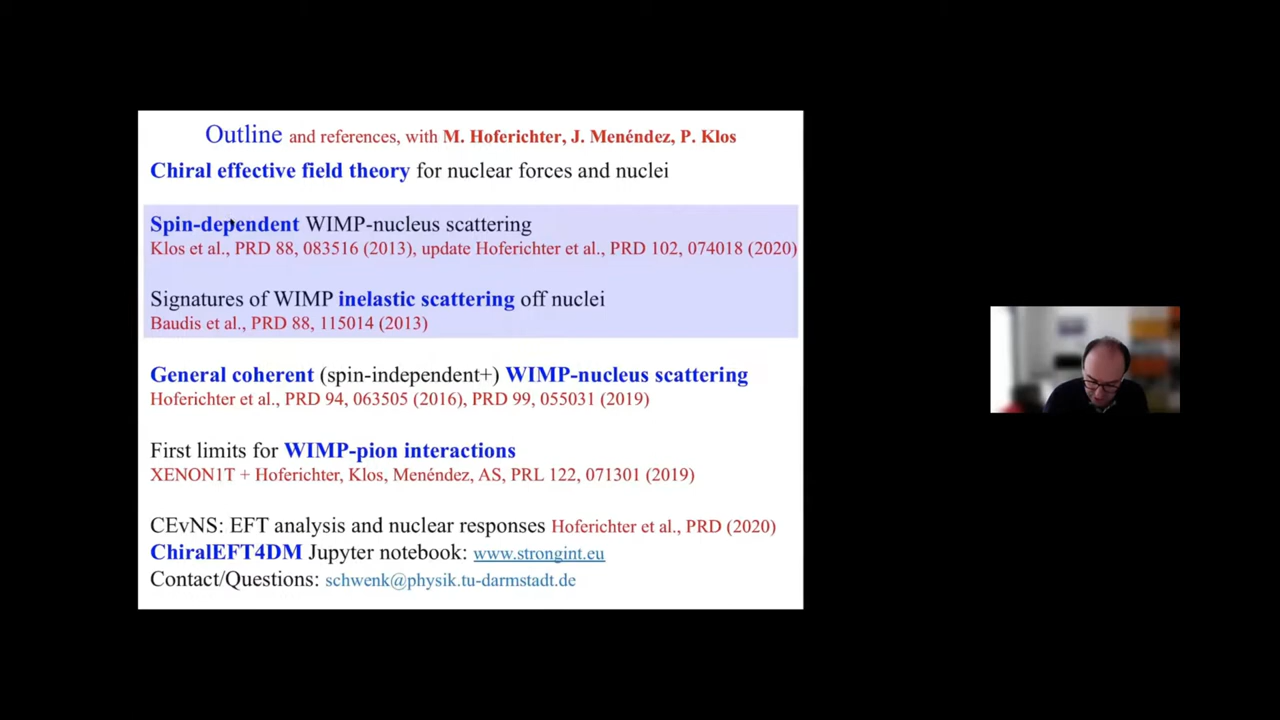 Outline and references, with M. Hoferichter, J. Menéndez, P. Klos
Chiral effective field theory for nuclear forces and nuclei
Spin-dependent WIMP-nucleus scattering
Klos et al., PRD 88, 083516 (2013), update Hoferichter et al., PRD 102, 074018 (2020)
Signatures of WIMP inelastic scattering off nuclei
Baudis et al., PRD 88, 115014 (2013)
General coherent (spin-independent+) WIMP-nucleus scattering
Hoferichter et al., PRD 94, 063505 (2016), PRD 99, 055031 (2019)
First limits for WIMP-pion interactions
XENON1T + Hoferichter, Klos, Menéndez, AS, PRL 122, 071301 (2019)
CEvNS: EFT analysis and nuclear responses Hoferichter et al., PRD (2020)
ChiralEFT4DM Jupyter notebook: www.strongint.eu
Contact/Questions: schwenk@physik.tu-darmstadt.de